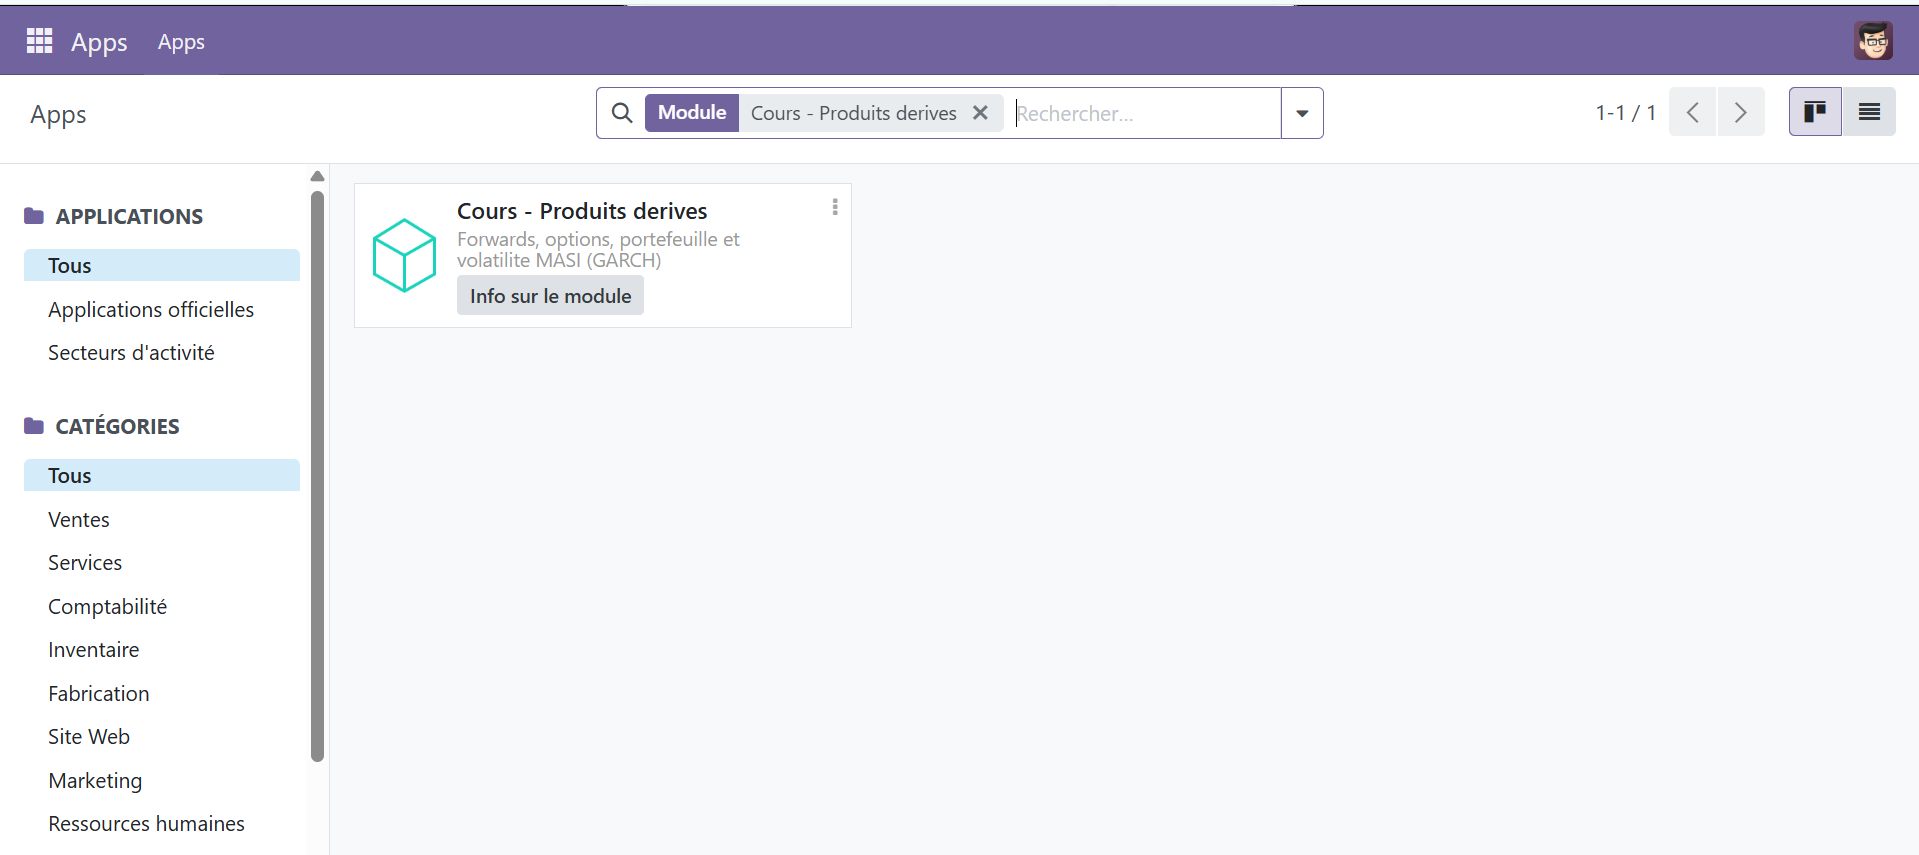 Apps Apps
Apps
Module Cours - Produits derives Rechercher...
1-1 / 1
APPLICATIONS
Tous
Applications officielles
Secteurs d'activité
CATÉGORIES
Tous
Ventes
Services
Comptabilité
Inventaire
Fabrication
Site Web
Marketing
Ressources humaines
Cours - Produits derives
Forwards, options, portefeuille et
volatilite MASI (GARCH)
Info sur le module